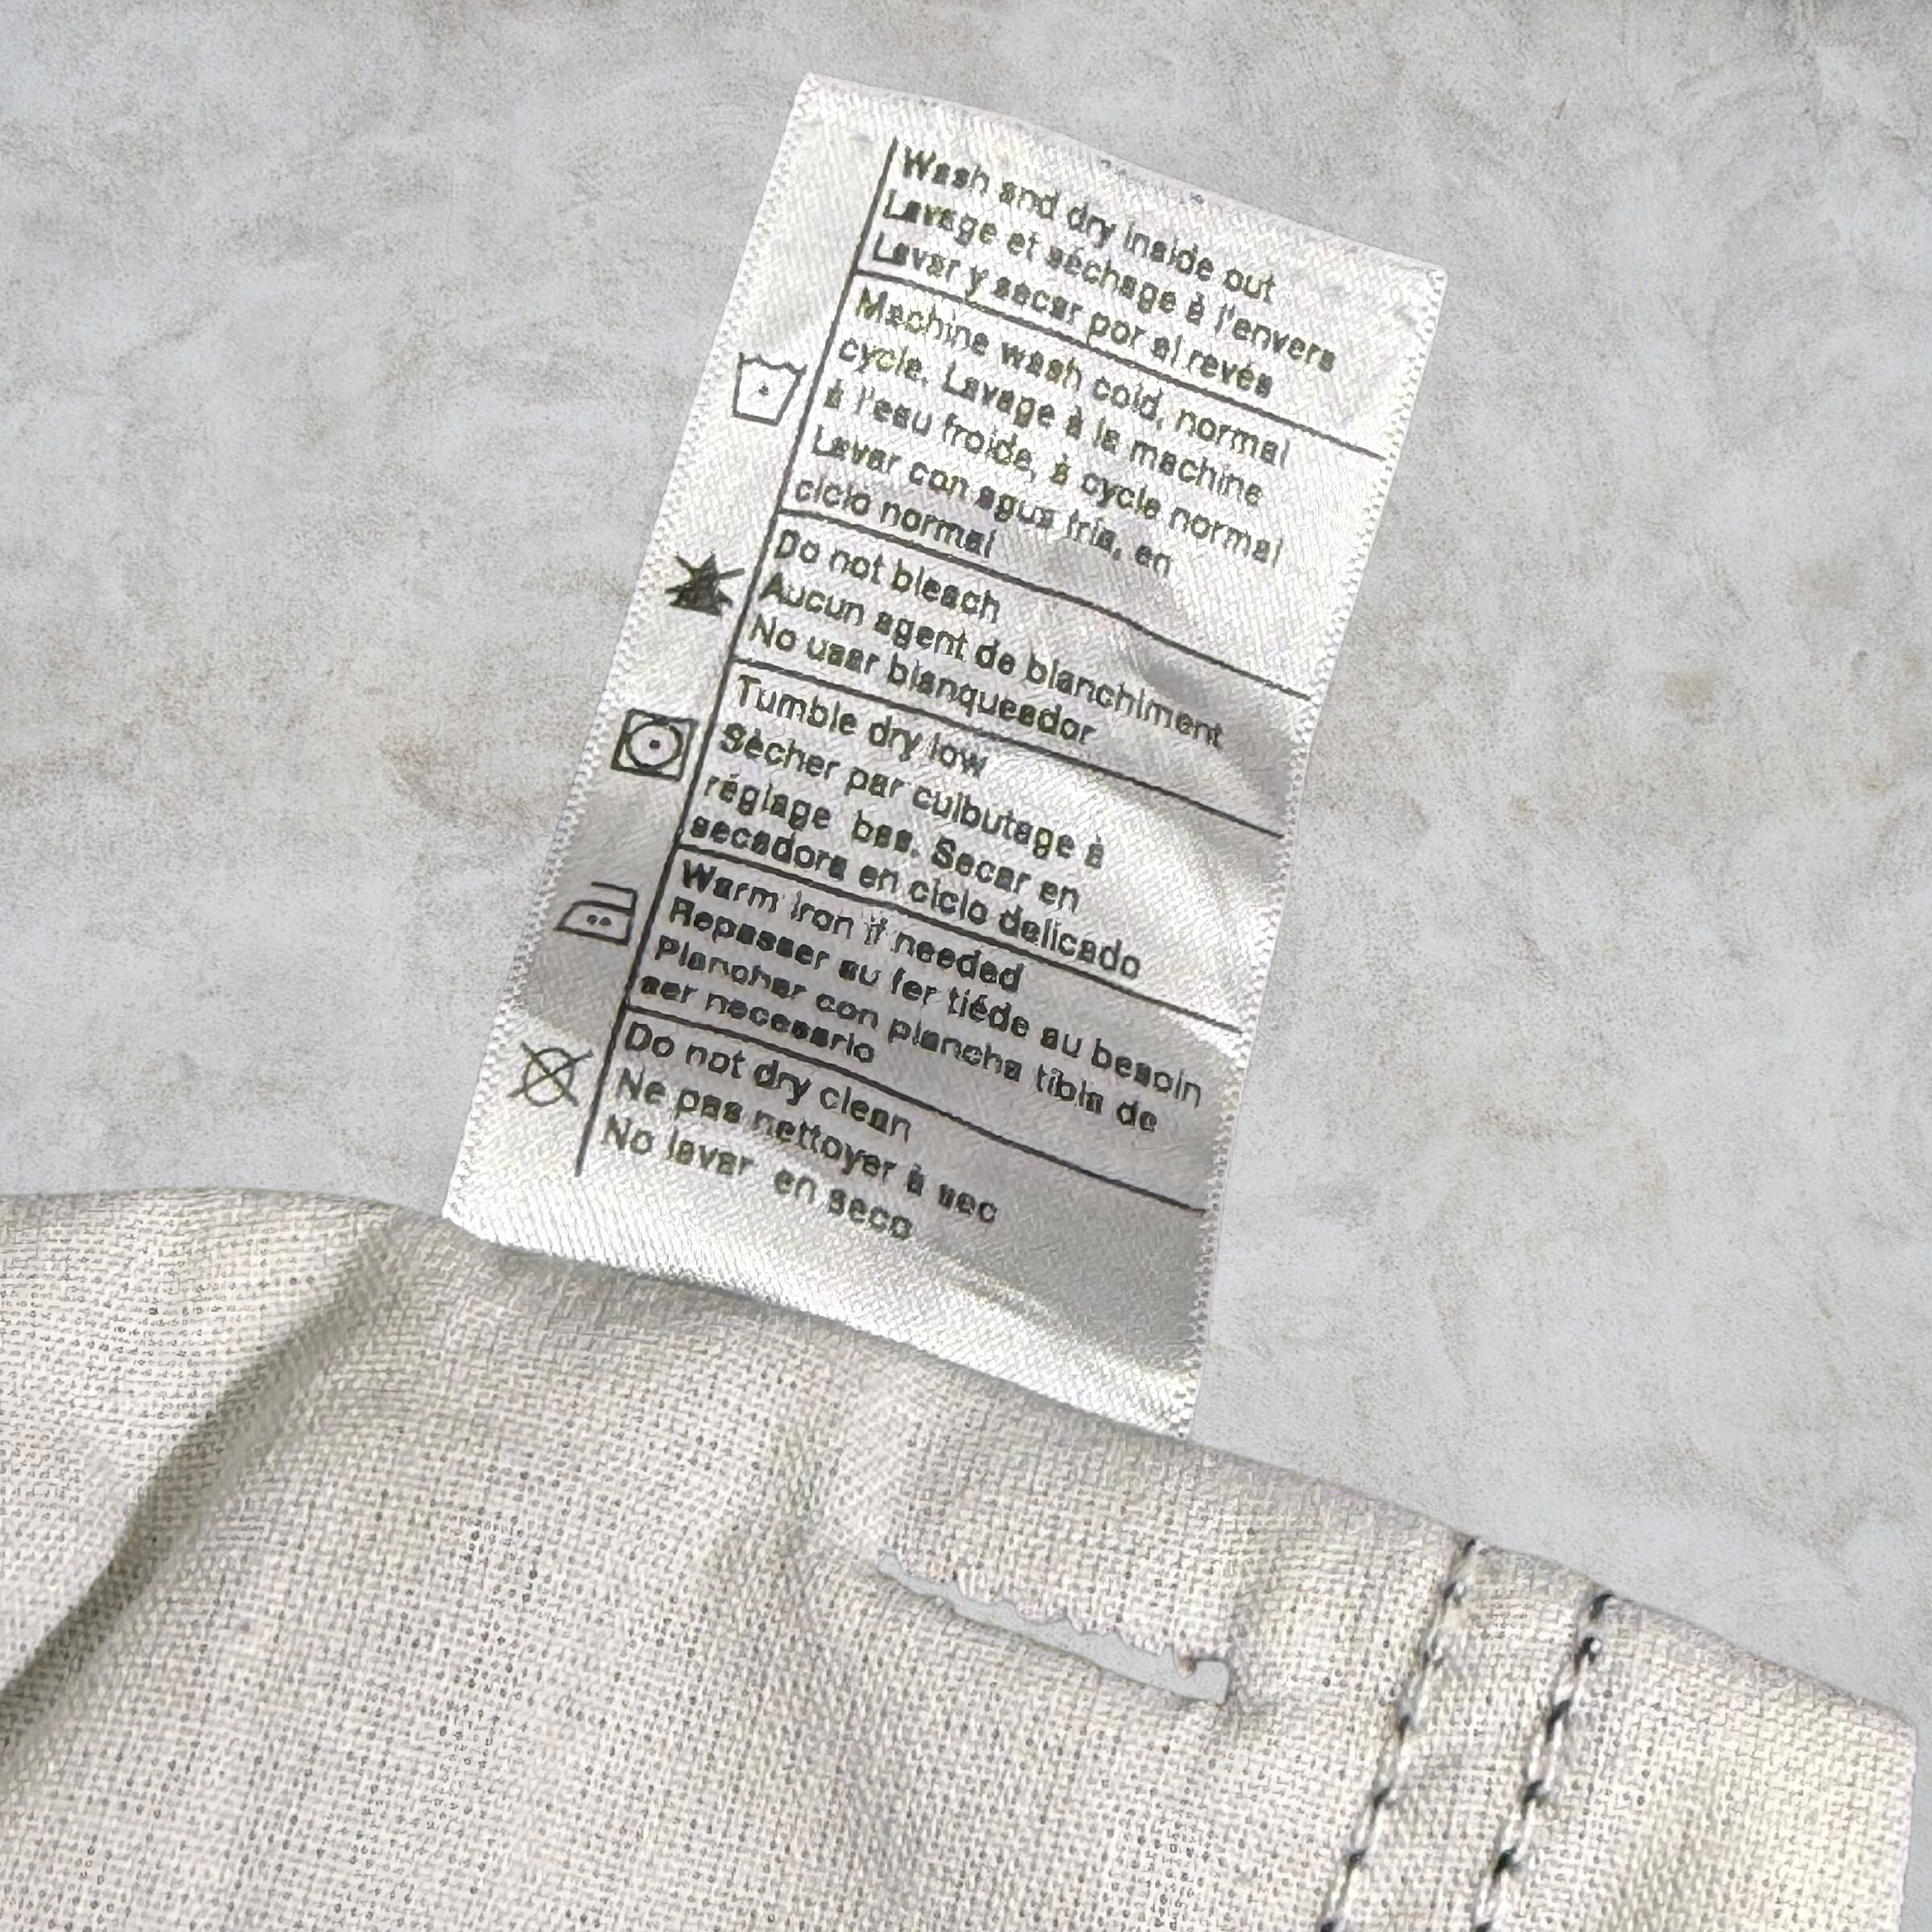 Wash and dry inside out
Lavage et séchage à l'envers
Lavar y secar por al revés
Machine wash cold, normal
cycle. Lavage à la machine
à l'eau froide, à cycle normal
Lavar con agua fría, en
ciclo normal
Do not bleach
Aucun agent de blanchiment
No usar blanqueador
Tumble dry low
Sècher par culbutage à
réglage bas. Secar en
secadora en ciclo delicado
Warm iron if needed
Repasser au fer tiéde au besoin
Planchar con plancha tibia de
ser necesario
Do not dry clean
Ne pas nettoyer à sec
No lavar en seco